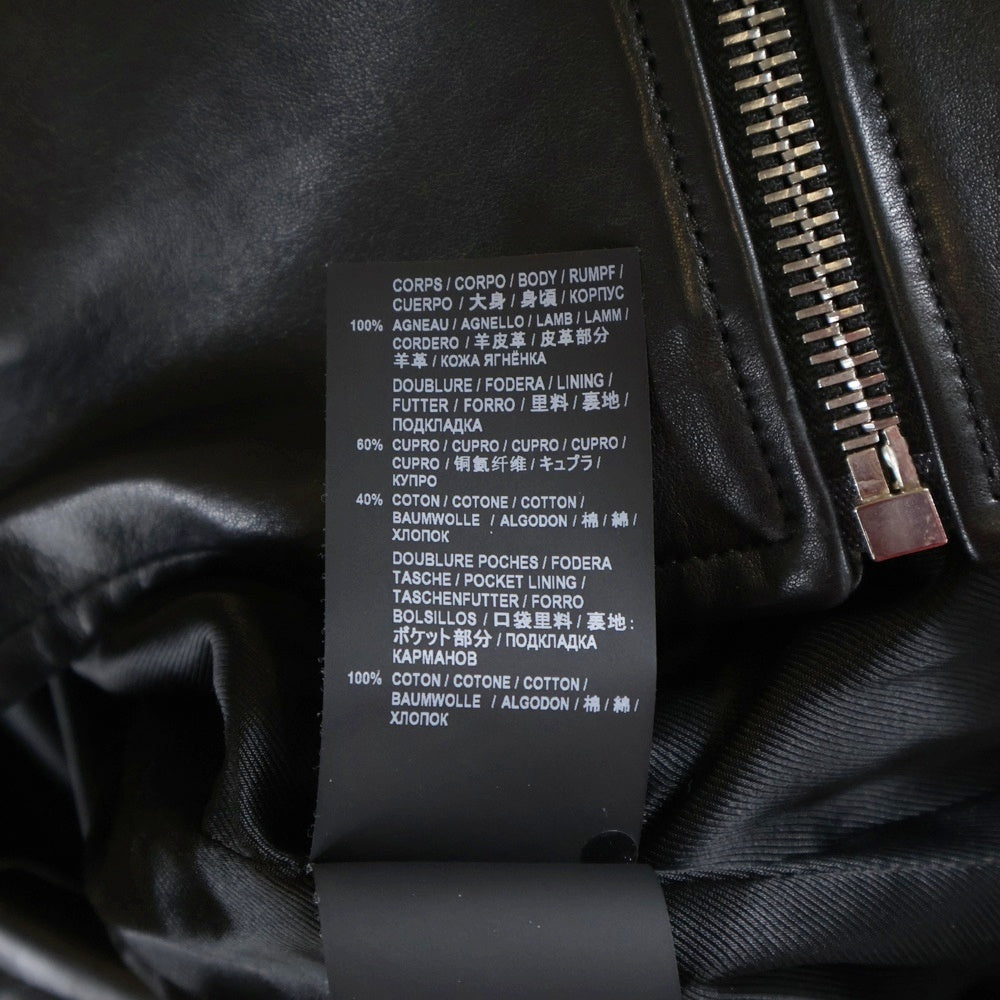 CORPS / CORPO / BODY / RUMPF /
CUERPO / 大身 / 身頃 / КОРПУС
100% AGNEAU / AGNELLO / LAMB / LAMM /
CORDERO / 羊皮革 / 皮革部分
羊革 / КОЖА ЯГНЁНКА
DOUBLURE / FODERA / LINING /
FUTTER / FORRO / 里料 / 裏地 /
ПОДКЛАДКА
60% CUPRO / CUPRO / CUPRO / CUPRO /
CUPRO / 铜氨纤维 / キュプラ /
КУПРО
40% COTON / COTONE / COTTON /
BAUMWOLLE / ALGODON / 棉 / 綿 /
ХЛОПОК
DOUBLURE POCHES / FODERA
TASCHE / POCKET LINING /
TASCHENFUTTER / FORRO
BOLSILLOS / 口袋里料 / 裏地:
ポケット部分 / ПОДКЛАДКА
КАРМАНОВ
100% COTON / COTONE / COTTON /
BAUMWOLLE / ALGODON / 棉 / 綿 /
ХЛОПОК